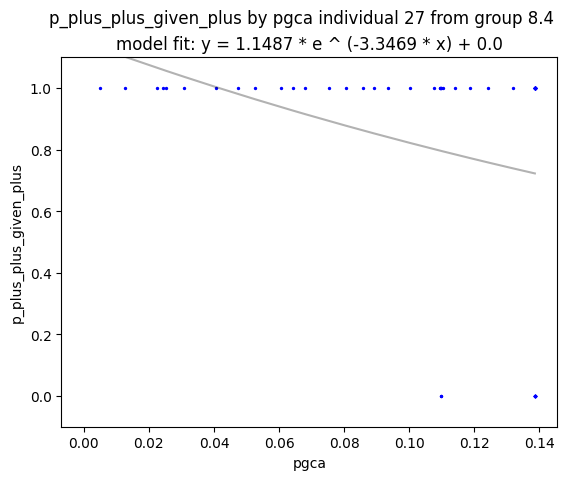 p_plus_plus_given_plus by pgca individual 27 from group 8.4
model fit: y = 1.1487 * e ^ (-3.3469 * x) + 0.0
1.0
0.8
0.6
0.4
0.2
0.0
p_plus_plus_given_plus
0.00 0.02 0.04 0.06 0.08 0.10 0.12 0.14
pgca